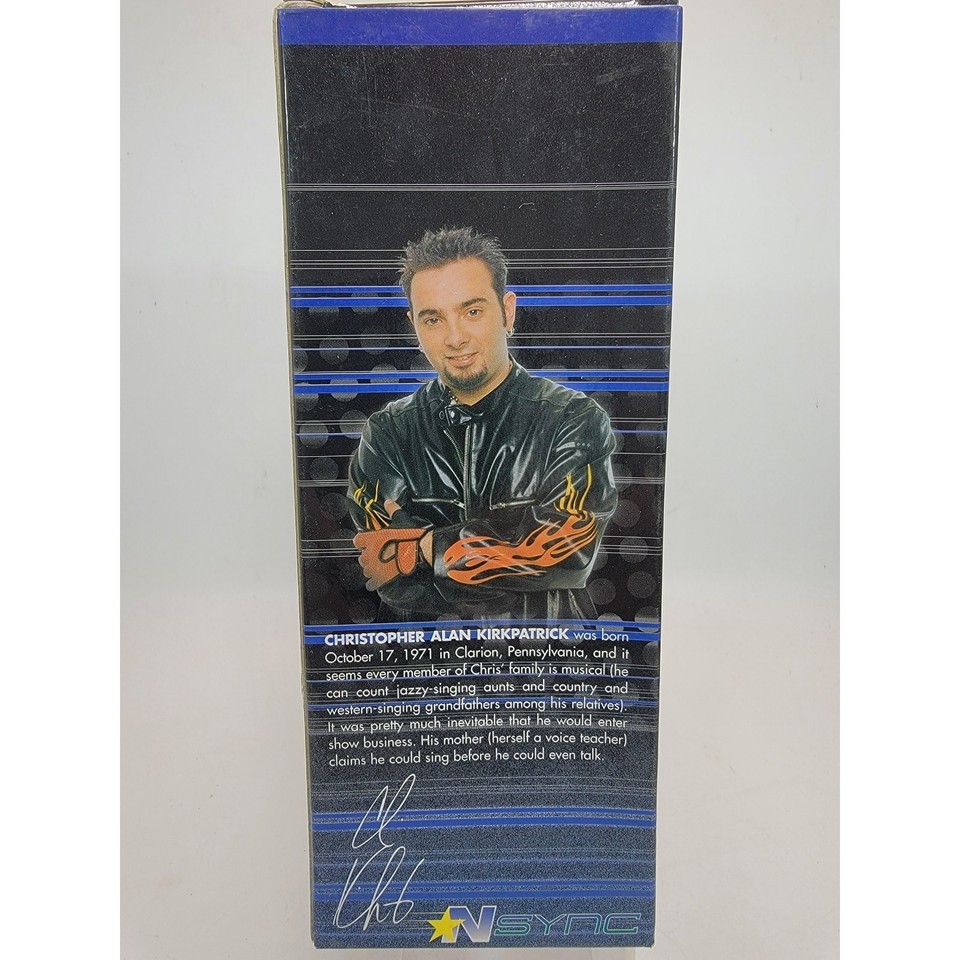 CHRISTOPHER ALAN KIRKPATRICK was born
October 17, 1971 in Clarion, Pennsylvania, and it
seems every member of Chris' family is musical (he
can count jazzy-singing aunts and country and
western-singing grandfathers among his relatives).
It was pretty much inevitable that he would enter
show business. His mother (herself a voice teacher)
claims he could sing before he could even talk.
NSYNC